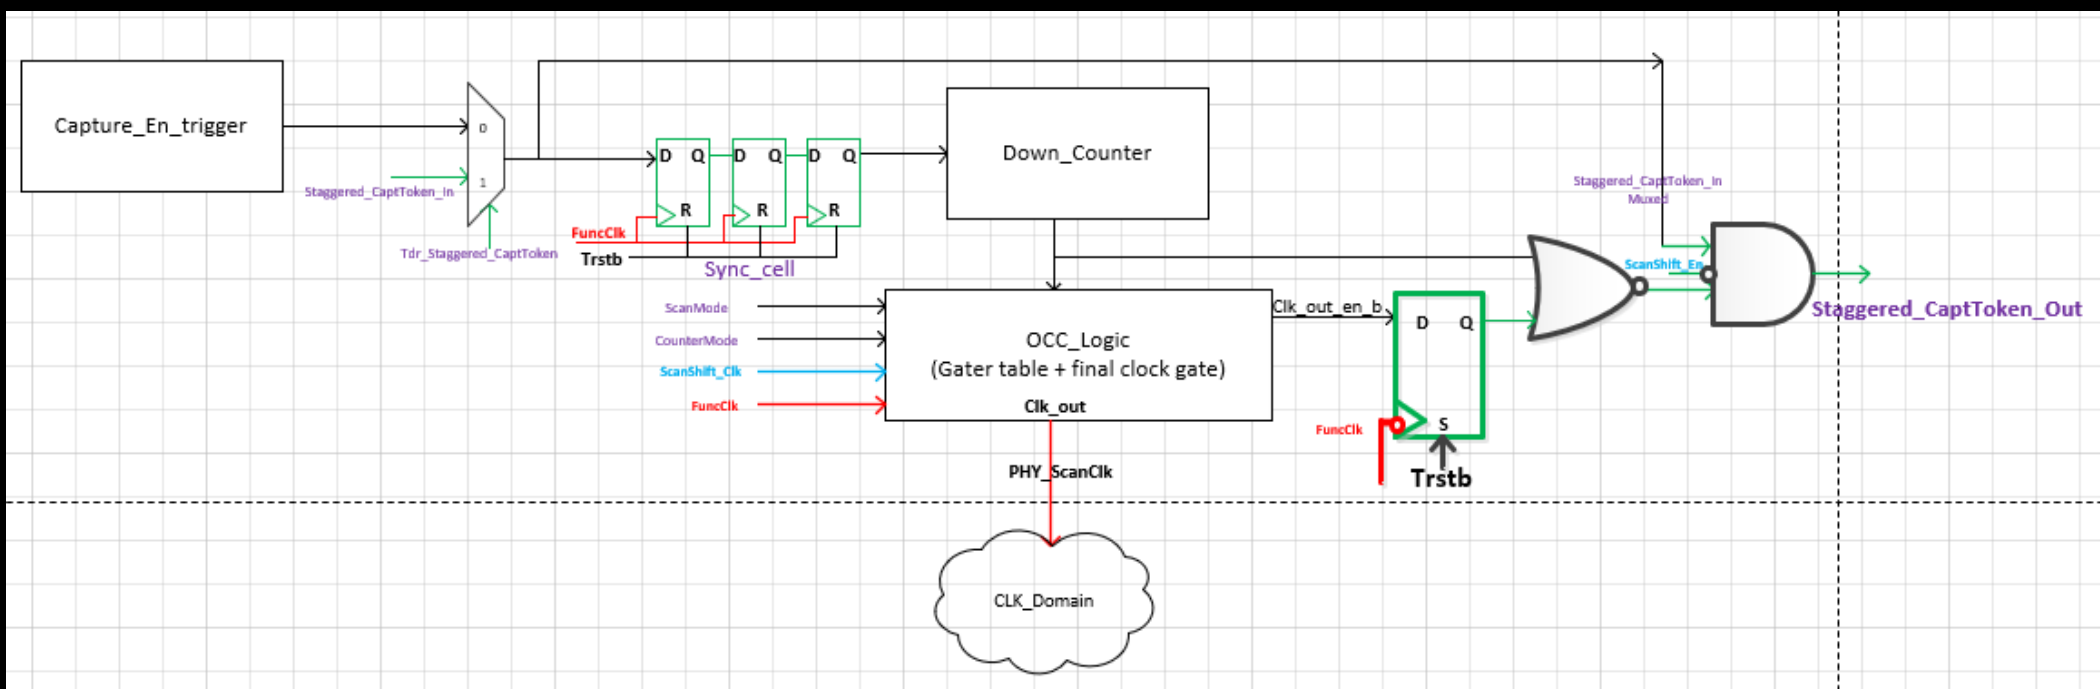 Capture_En_trigger
0
1
Staggered_CaptToken_In
Tdr_Staggered_CaptToken
D Q D Q D Q
R R R
FuncClk
Trstb
Sync_cell
Down_Counter
Staggered_CaptToken_In
Muxed
ScanShift_En
Staggered_CaptToken_Out
ScanMode
CounterMode
ScanShift_Clk
FuncClk
OCC_Logic
(Gater table + final clock gate)
Clk_out
Clk_out_en_b
D Q
S
FuncClk
Trstb
PHY_ScanClk
CLK_Domain